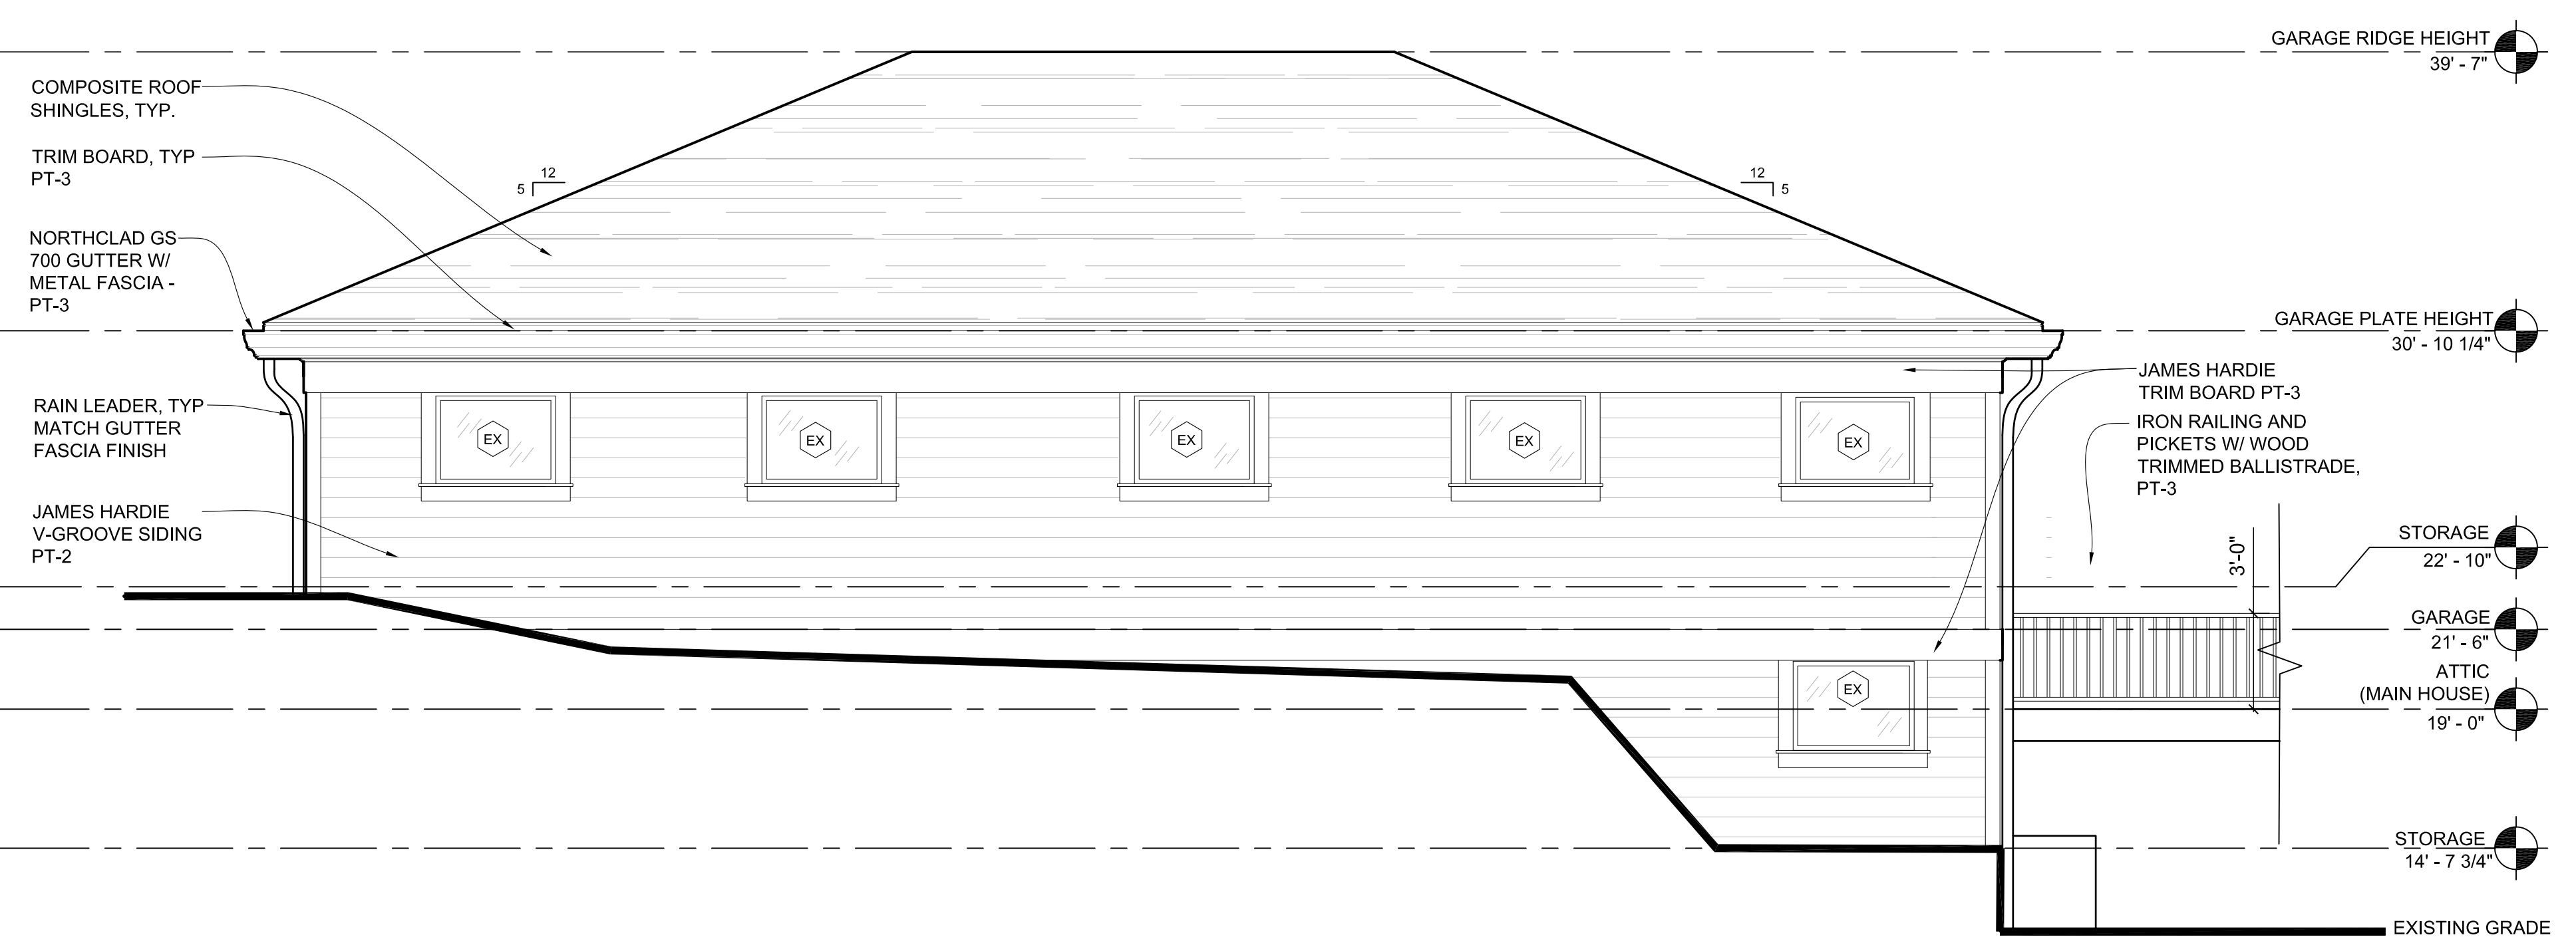 COMPOSITE ROOF
SHINGLES, TYP.
TRIM BOARD, TYP
PT-3
NORTHCLAD GS
700 GUTTER W/
METAL FASCIA -
PT-3
RAIN LEADER, TYP
MATCH GUTTER
FASCIA FINISH
JAMES HARDIE
V-GROOVE SIDING
PT-2
12
5
12
5
EX
EX
EX
EX
EX
EX
GARAGE RIDGE HEIGHT
39' - 7"
GARAGE PLATE HEIGHT
30' - 10 1/4"
JAMES HARDIE
TRIM BOARD PT-3
IRON RAILING AND
PICKETS W/ WOOD
TRIMMED BALLISTRADE,
PT-3
3'-0"
STORAGE
22' - 10"
GARAGE
21' - 6"
ATTIC
(MAIN HOUSE)
19' - 0"
STORAGE
14' - 7 3/4"
EXISTING GRADE